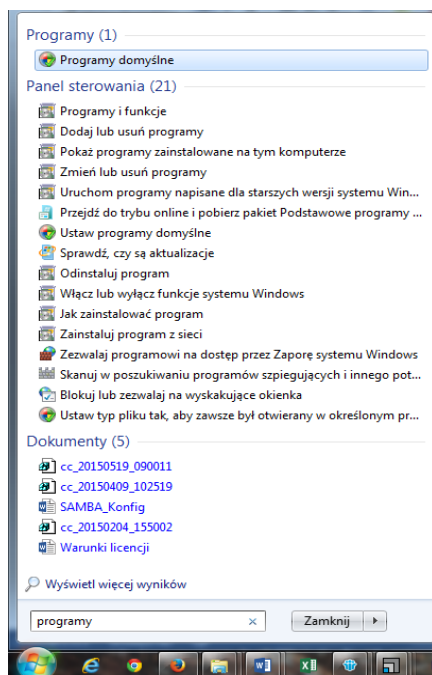 Programy (1)
Programy domyślne
Panel sterowania (21)
Programy i funkcje
Dodaj lub usuń programy
Pokaż programy zainstalowane na tym komputerze
Zmień lub usuń programy
Uruchom programy napisane dla starszych wersji systemu Win...
Przejdź do trybu online i pobierz pakiet Podstawowe programy ...
Ustaw programy domyślne
Sprawdź, czy są aktualizacje
Odinstaluj program
Włącz lub wyłącz funkcje systemu Windows
Jak zainstalować program
Zainstaluj program z sieci
Zezwalaj programowi na dostęp przez Zaporę systemu Windows
Skanuj w poszukiwaniu programów szpiegujących i innego pot...
Blokuj lub zezwalaj na wyskakujące okienka
Ustaw typ pliku tak, aby zawsze był otwierany w określonym pr...
Dokumenty (5)
cc_20150519_090011
cc_20150409_102519
SAMBA_Konfig
cc_20150204_155002
Warunki licencji
Wyświetl więcej wyników
programy
Zamknij